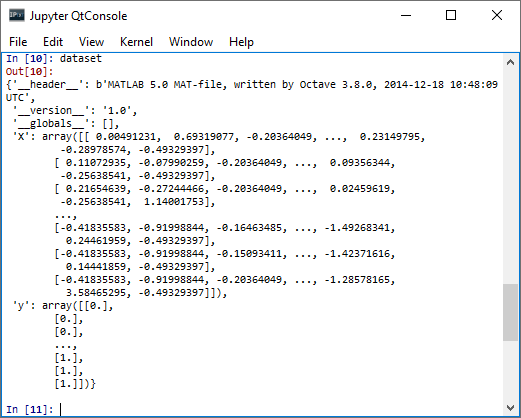 Jupyter QtConsole
File Edit View Kernel Window Help
In [10]: dataset
Out[10]:
{'__header__': b'MATLAB 5.0 MAT-file, written by Octave 3.8.0, 2014-12-18 10:48:09
UTC',
'__version__': '1.0',
'__globals__': [],
'X': array([[ 0.00491231,  0.69319077, -0.20364049, ...,  0.23149795,
-0.28978574, -0.49329397],
[ 0.11072935, -0.07990259, -0.20364049, ...,  0.09356344,
-0.25638541, -0.49329397],
[ 0.21654639, -0.27244466, -0.20364049, ...,  0.02459619,
-0.25638541,  1.14001753],
...,
[-0.41835583, -0.91998844, -0.16463485, ..., -1.49268341,
0.24461959, -0.49329397],
[-0.41835583, -0.91998844, -0.15093411, ..., -1.42371616,
0.14441859, -0.49329397],
[-0.41835583, -0.91998844, -0.20364049, ..., -1.28578165,
3.58465295, -0.49329397]]),
'y': array([[0.],
[0.],
[0.],
...,
[1.],
[1.],
[1.]])}
In [11]: